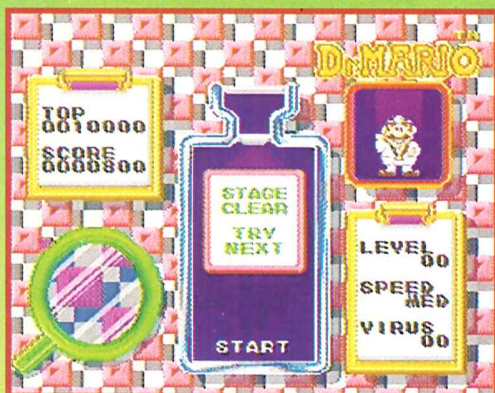 Dr.MARIO
TM
TOP
0010000
SCORE
0000800
STAGE
CLEAR
TRY
NEXT
START
LEVEL
00
SPEED
MED
VIRUS
00